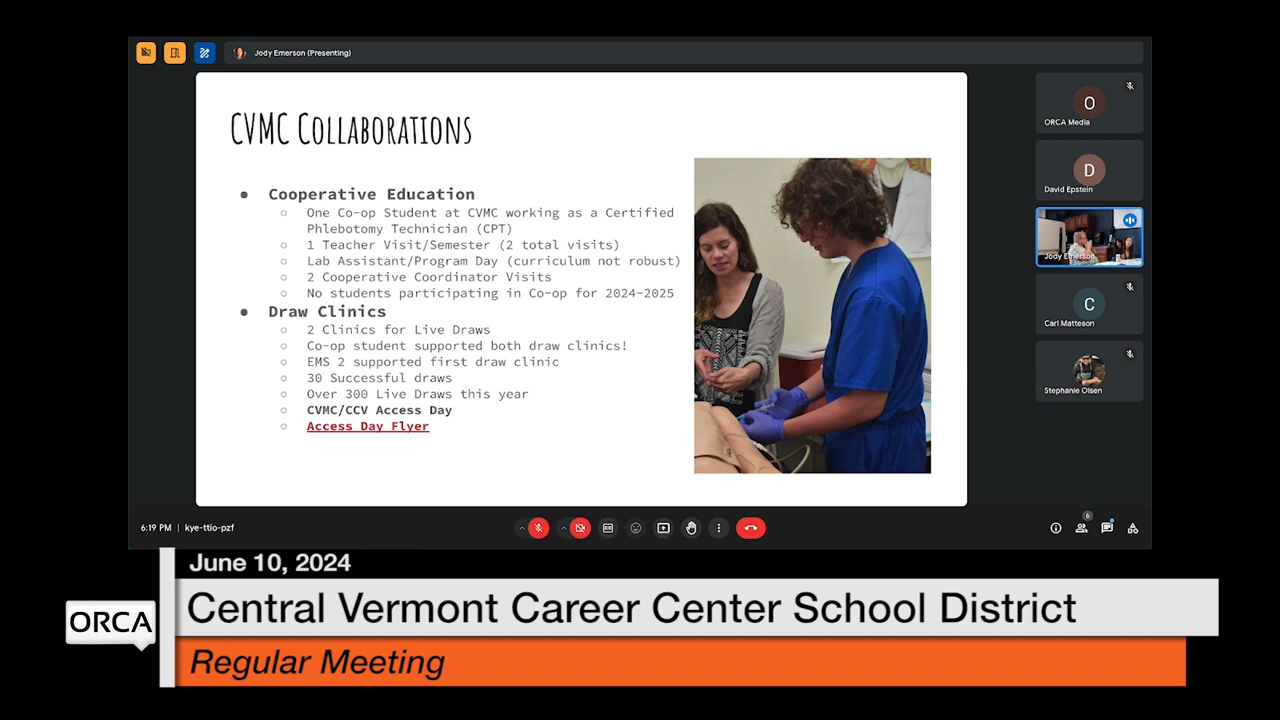 Jody Emerson (Presenting)
CVMC Collaborations
Cooperative Education
One Co-op Student at CVMC working as a Certified
Phlebotomy Technician (CPT)
1 Teacher Visit/Semester (2 total visits)
Lab Assistant/Program Day (curriculum not robust)
2 Cooperative Coordinator Visits
No students participating in Co-op for 2024-2025
Draw Clinics
2 Clinics for Live Draws
Co-op student supported both draw clinics!
EMS 2 supported first draw clinic
30 Successful draws
Over 300 Live Draws this year
CVMC/CCV Access Day
Access Day Flyer
O
ORCA Media
D
David Epstein
Jody Emerson
C
Carl Matteson
Stephanie Olsen
6:19 PM | kye-ttio-pzf
6
June 10, 2024
ORCA
Central Vermont Career Center School District
Regular Meeting